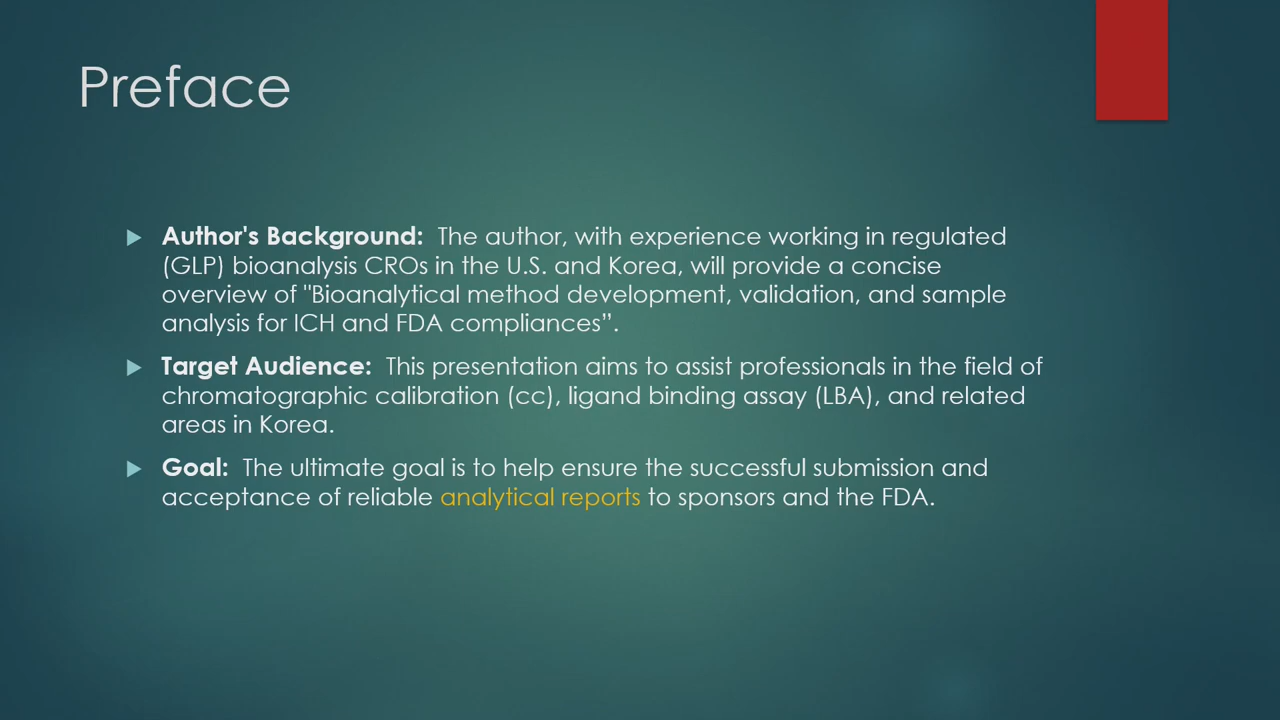 Preface
Author's Background:  The author, with experience working in regulated
(GLP) bioanalysis CROs in the U.S. and Korea, will provide a concise
overview of "Bioanalytical method development, validation, and sample
analysis for ICH and FDA compliances”.
Target Audience:  This presentation aims to assist professionals in the field of
chromatographic calibration (cc), ligand binding assay (LBA), and related
areas in Korea.
Goal:  The ultimate goal is to help ensure the successful submission and
acceptance of reliable analytical reports to sponsors and the FDA.